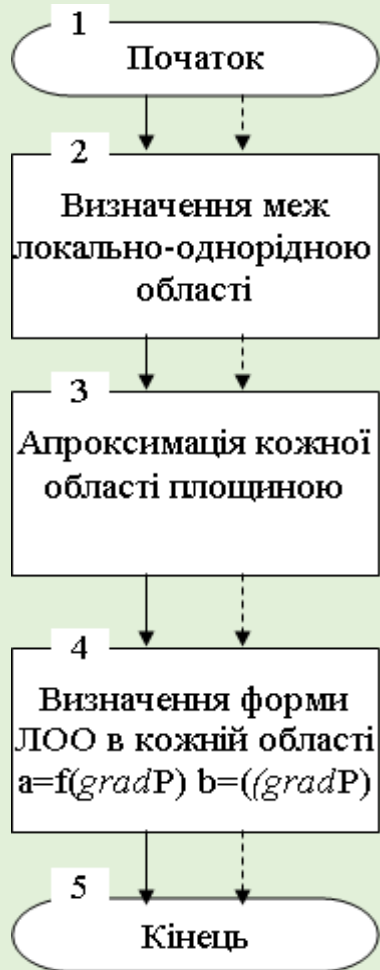 1
Початок
2
Визначення меж
локально-однорідною
області
3
Апроксимація кожної
області площиною
4
Визначення форми
ЛОО в кожній області
a=f(gradP) b=((gradP)
5
Кінець